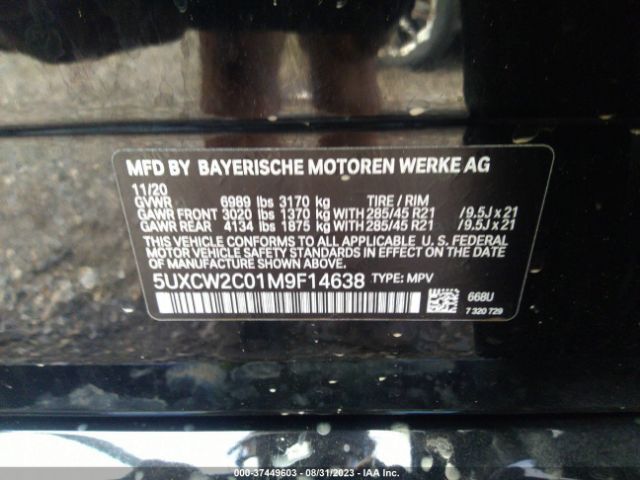 MFD BY BAYERISCHE MOTOREN WERKE AG
11/20
GVWR 6989 lbs 3170 kg TIRE / RIM
GAWR FRONT 3020 lbs 1370 kg WITH 285/45 R21 /9.5J x 21
GAWR REAR 4134 lbs 1875 kg WITH 285/45 R21 /9.5J x 21
THIS VEHICLE CONFORMS TO ALL APPLICABLE U. S. FEDERAL
MOTOR VEHICLE SAFETY STANDARDS IN EFFECT ON THE
DATE OF MANUFACTURE SHOWN ABOVE.
5UXCW2C01M9F14638 TYPE: MPV
668U
7 320 729
000-37449603 - 08/31/2023 - IAA Inc.